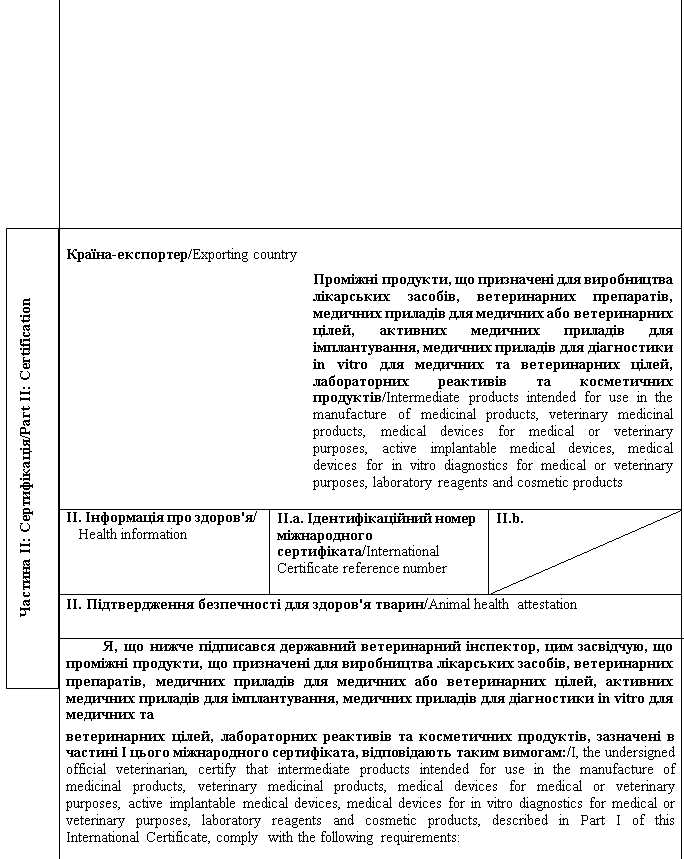 Країна-експортер/Exporting country
Проміжні продукти, що призначені для виробництва
лікарських засобів, ветеринарних препаратів,
медичних приладів для медичних або ветеринарних
цілей, активних медичних приладів для
імплантування, медичних приладів для діагностики
in vitro для медичних та ветеринарних цілей,
лабораторних реактивів та косметичних
продуктів/Intermediate products intended for use in the
manufacture of medicinal products, veterinary medicinal
products, medical devices for medical or veterinary
purposes, active implantable medical devices, medical
devices for in vitro diagnostics for medical or veterinary
purposes, laboratory reagents and cosmetic products
Частина II: Сертифікація/Part II: Certification
II. Інформація про здоров'я/
Health information
II.a. Ідентифікаційний номер
міжнародного
сертифіката/International
Certificate reference number
II.b.
II. Підтвердження безпечності для здоров'я тварин/Animal health attestation
Я, що нижче підписався державний ветеринарний інспектор, цим засвідчую, що
проміжні продукти, що призначені для виробництва лікарських засобів, ветеринарних
препаратів, медичних приладів для медичних або ветеринарних цілей, активних
медичних приладів для імплантування, медичних приладів для діагностики in vitro для
медичних та
ветеринарних цілей, лабораторних реактивів та косметичних продуктів, зазначені в
частині I цього міжнародного сертифіката, відповідають таким вимогам:/I, the undersigned
official veterinarian, certify that intermediate products intended for use in the manufacture of
medicinal products, veterinary medicinal products, medical devices for medical or veterinary
purposes, active implantable medical devices, medical devices for in vitro diagnostics for medical or
veterinary purposes, laboratory reagents and cosmetic products, described in Part I of this
International Certificate, comply with the following requirements: